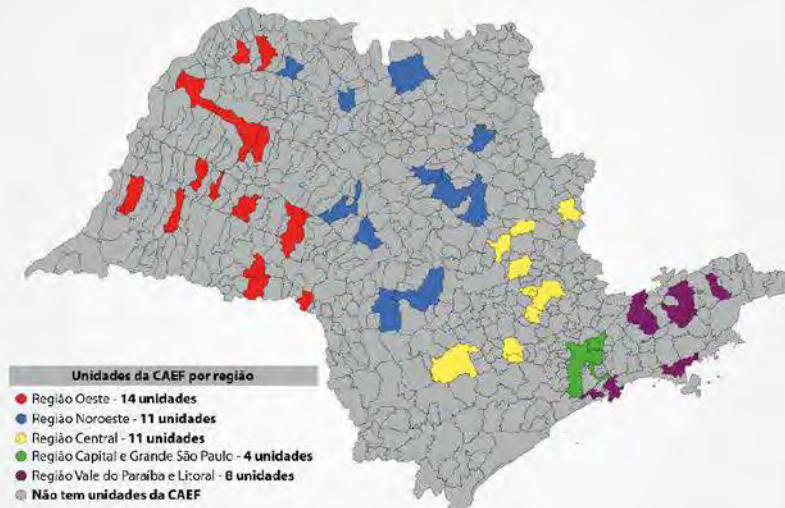 Unidades da CAEF por região
Região Oeste - 14 unidades
Região Noroeste - 11 unidades
Região Central - 11 unidades
Região Capital e Grande São Paulo - 4 unidades
Região Vale do Paraíba e Litoral - 8 unidades
Não tem unidades da CAEF